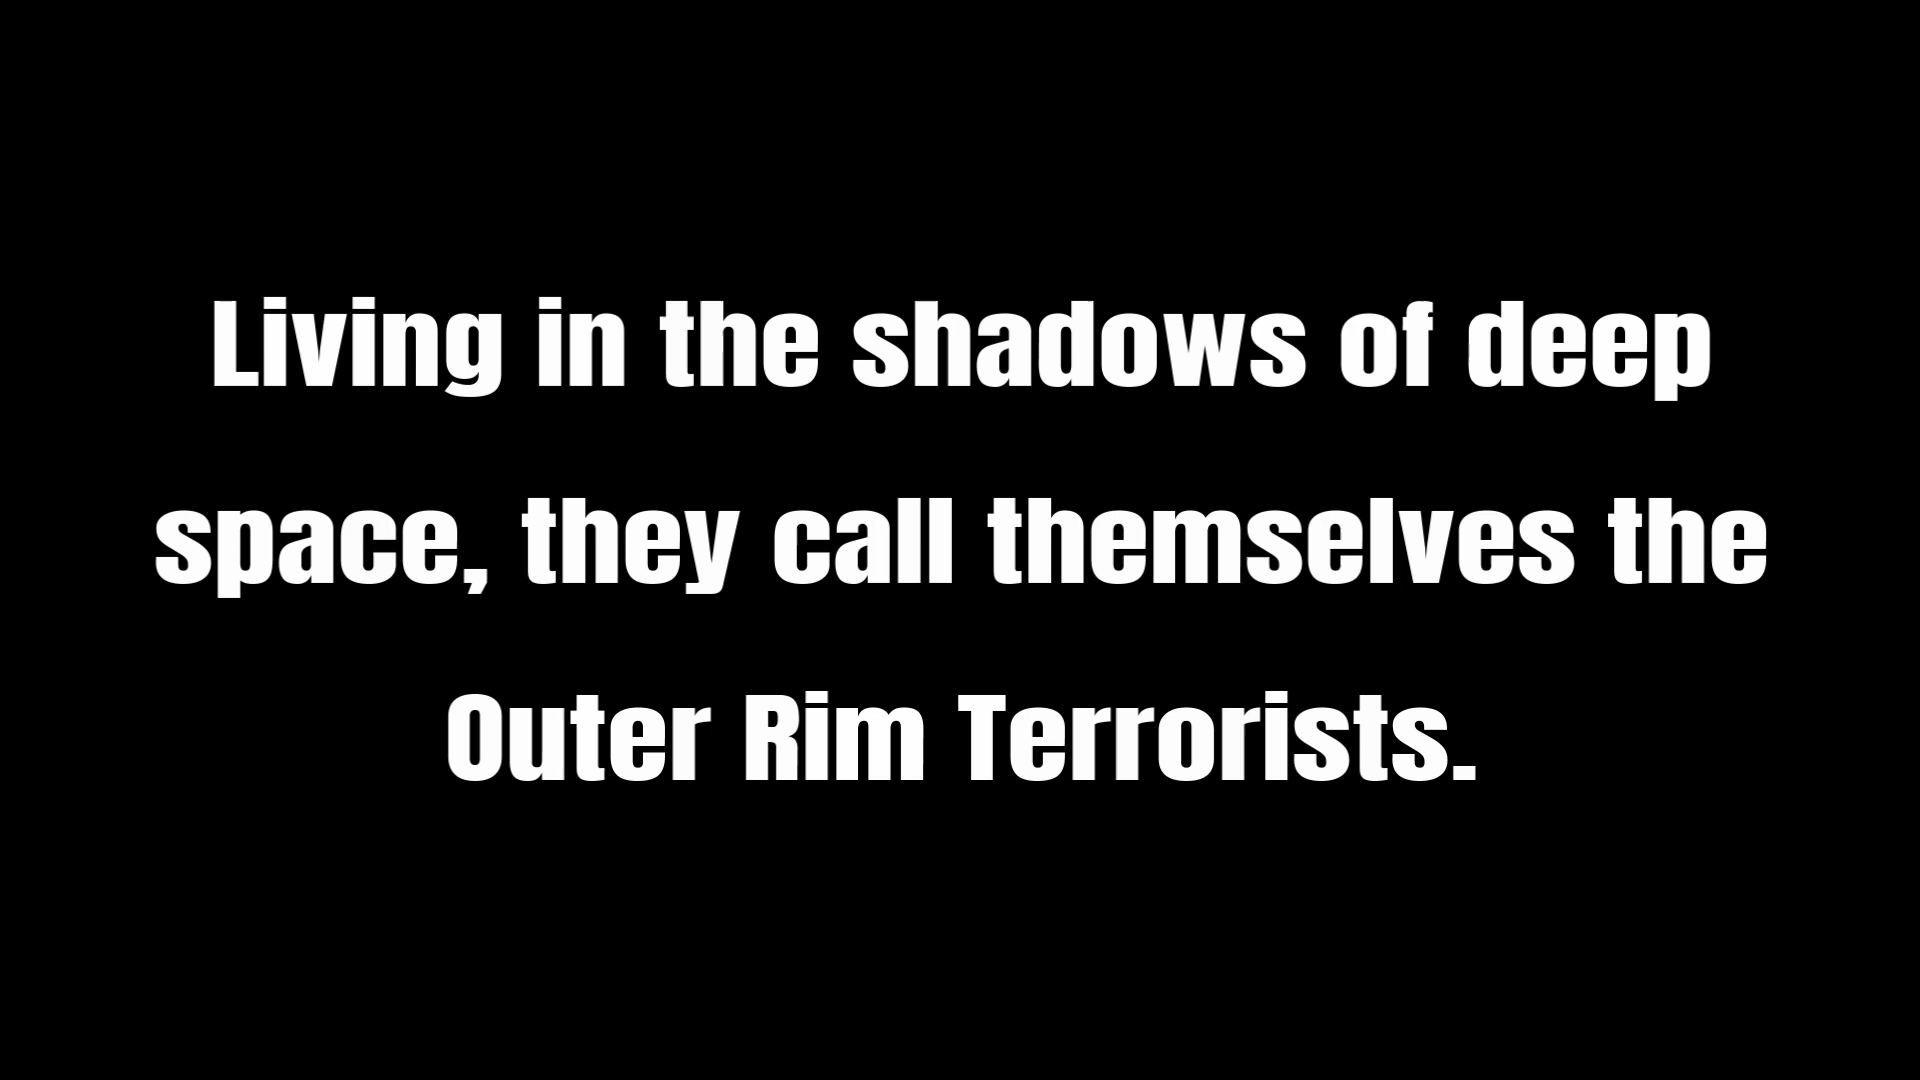 Living in the shadows of deep
space, they call themselves the
Outer Rim Terrorists.